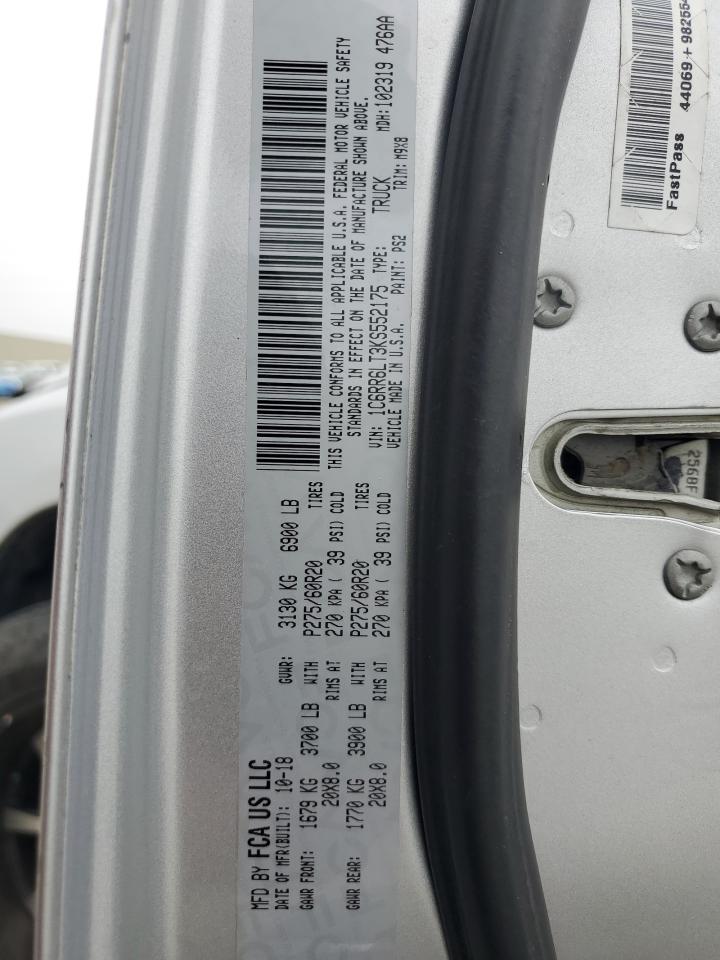 MFD BY FCA US LLC
DATE OF MFR(BUILT): 10-18 GVWR: 3130 KG 6900 LB
GAWR FRONT: 1679 KG 3700 LB WITH P275/60R20 TIRES
20X8.0 RIMS AT 270 KPA ( 39 PSI) COLD
GAWR REAR: 1770 KG 3900 LB WITH P275/60R20 TIRES
20X8.0 RIMS AT 270 KPA ( 39 PSI) COLD
THIS VEHICLE CONFORMS TO ALL APPLICABLE U.S.A. FEDERAL MOTOR VEHICLE SAFETY
STANDARDS IN EFFECT ON THE DATE OF MANUFACTURE SHOWN ABOVE.
VIN: 1C6RR6LT3KS552175 TYPE: TRUCK MDH:102319 476AA
VEHICLE MADE IN U.S.A. PAINT: PS2 TRIM: M9X8
44069 +
FastPass
2568F